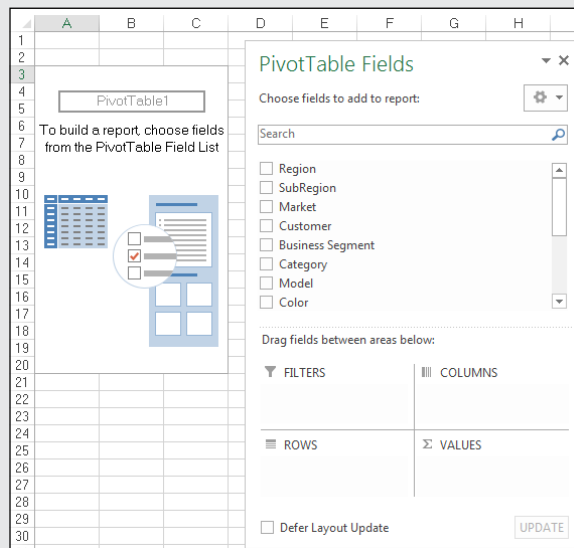 A B C D E F G H
1
2
3
4
5
6
7
8
9
10
11
12
13
14
15
16
17
18
19
20
21
22
23
24
25
26
27
28
29
30
PivotTable1
To build a report, choose fields
from the PivotTable Field List
PivotTable Fields
Choose fields to add to report:
Search
Region
SubRegion
Market
Customer
Business Segment
Category
Model
Color
Drag fields between areas below:
FILTERS
COLUMNS
ROWS
Σ VALUES
Defer Layout Update
UPDATE